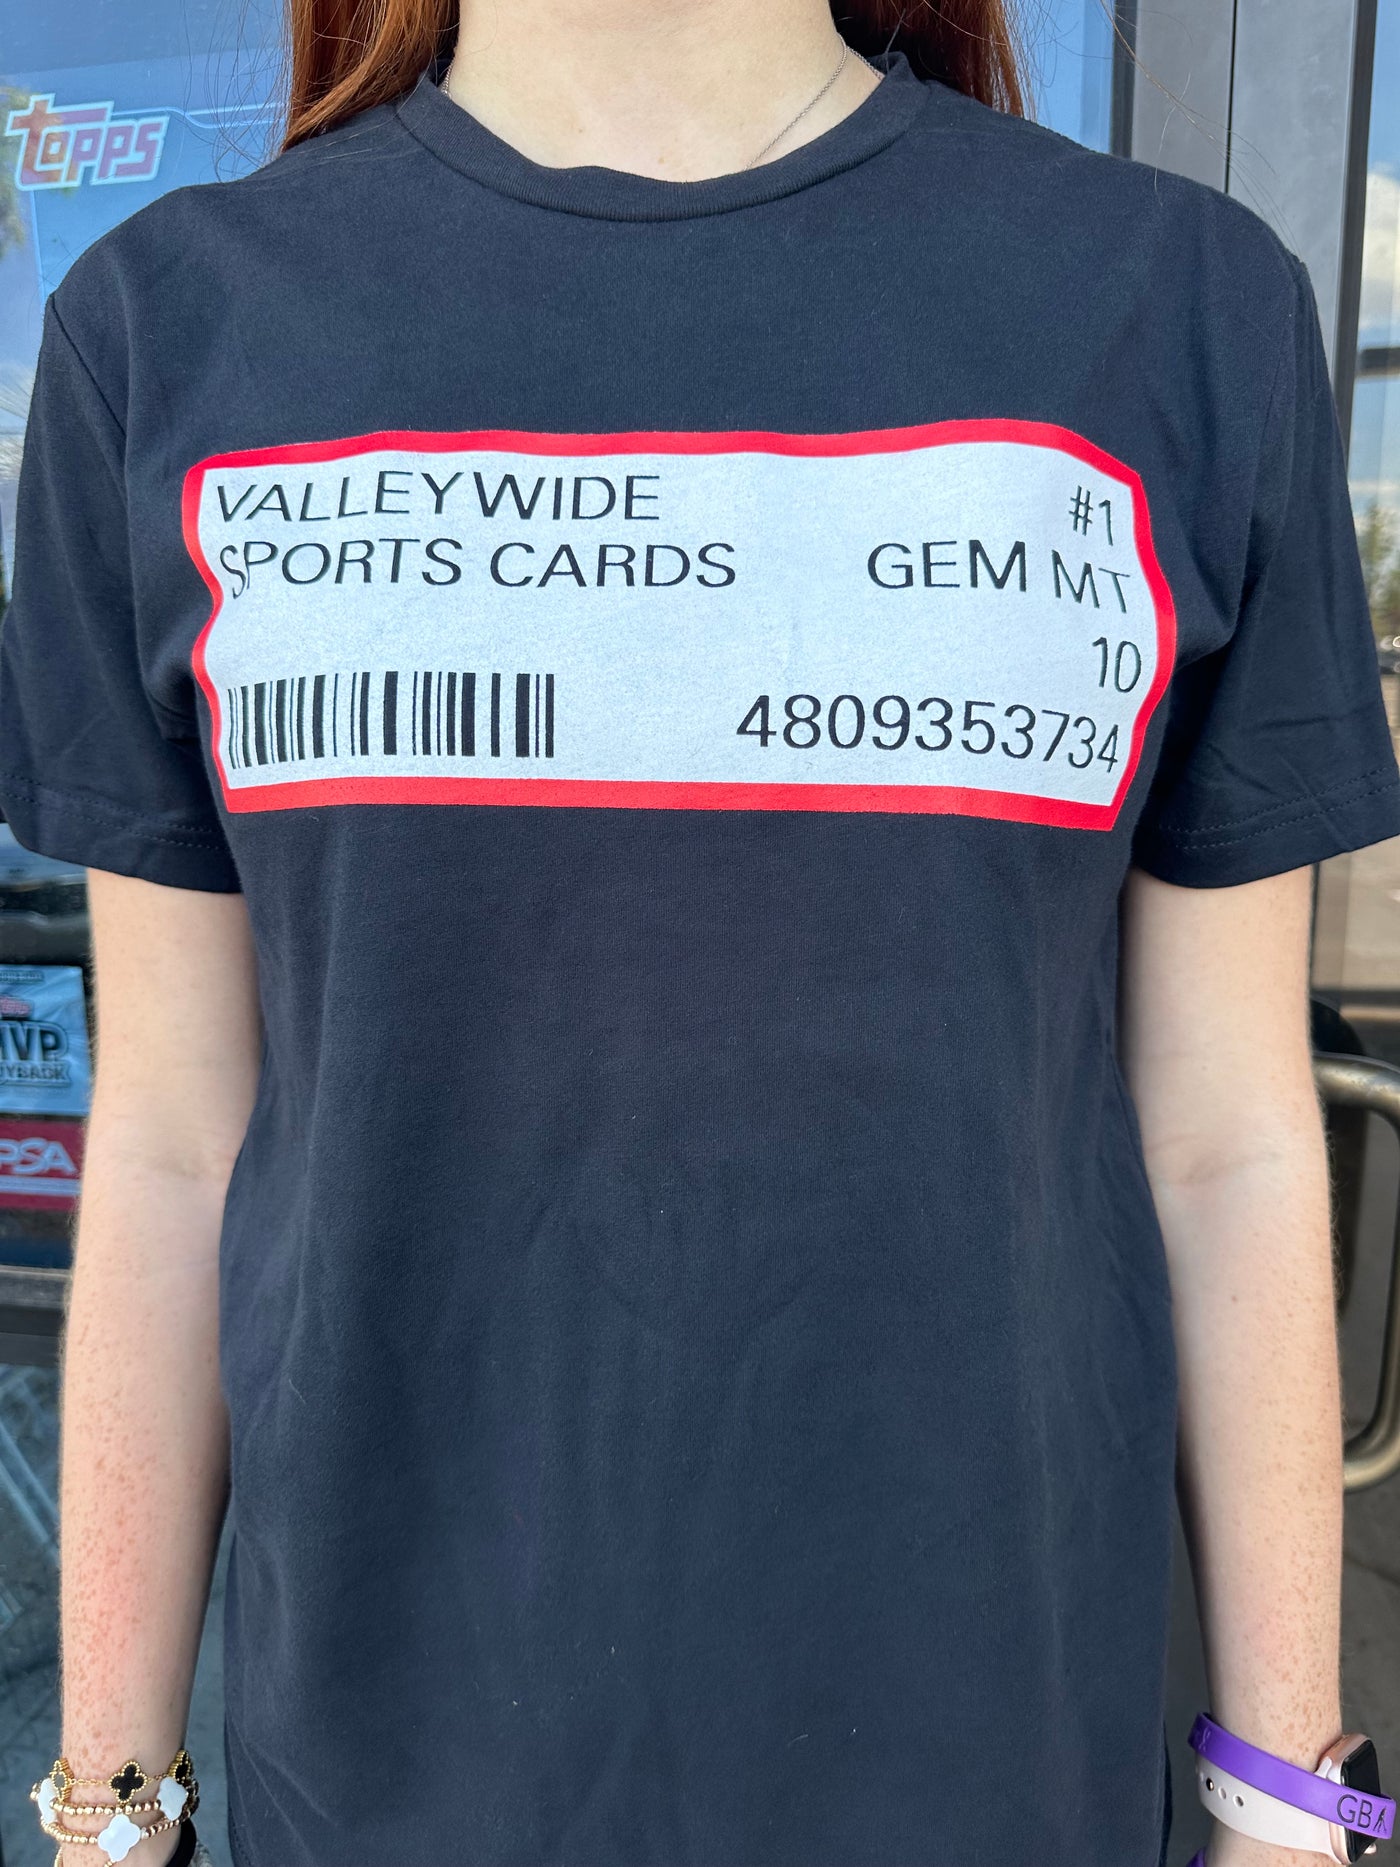 topps
VALLEYWIDE
SPORTS CARDS
#1
GEM MT
10
4809353734
MVP
PSA
GBA